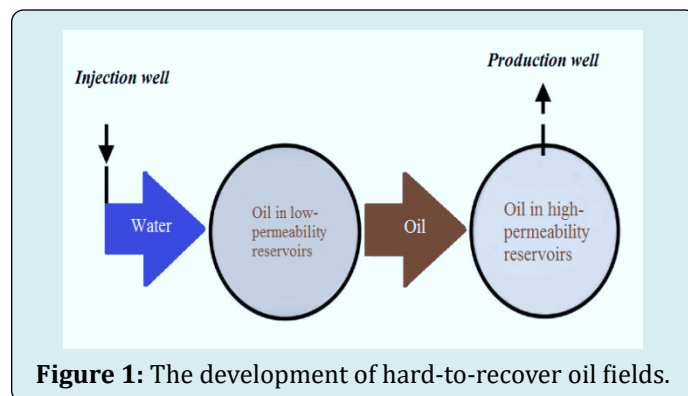 Injection well
Production well
Water
Oil in low-
permeability
reservoirs
Oil
Oil in high-
permeability
reservoirs
Figure 1: The development of hard-to-recover oil fields.